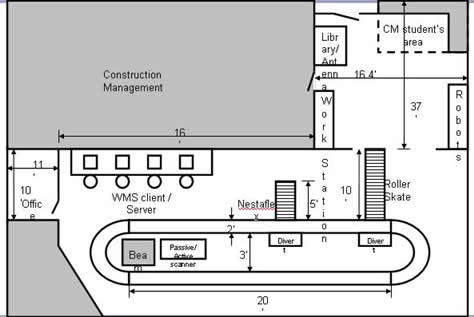 CM student's
area
Library/Antenna
Construction
Management
16.4'
Work Station
Robots
37'
16
'
11
'
10
'Office
WMS client /
Server
Nestaflex
5'
10
'
Roller
Skate
2'
Divert
Divert
Beam
Passive/
Active
scanner
3'
20
'